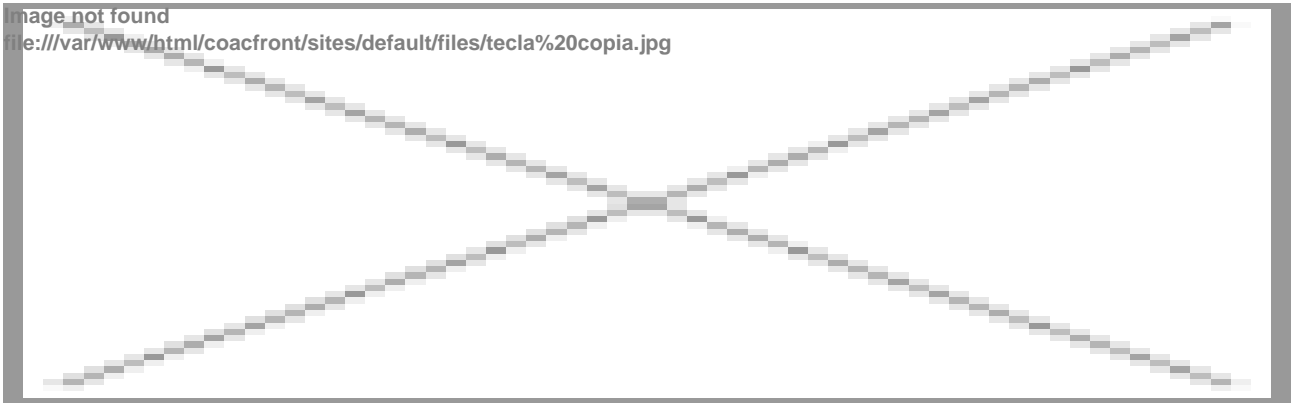 Image not found
file:///var/www/html/coacfront/sites/default/files/tecla%20copia.jpg